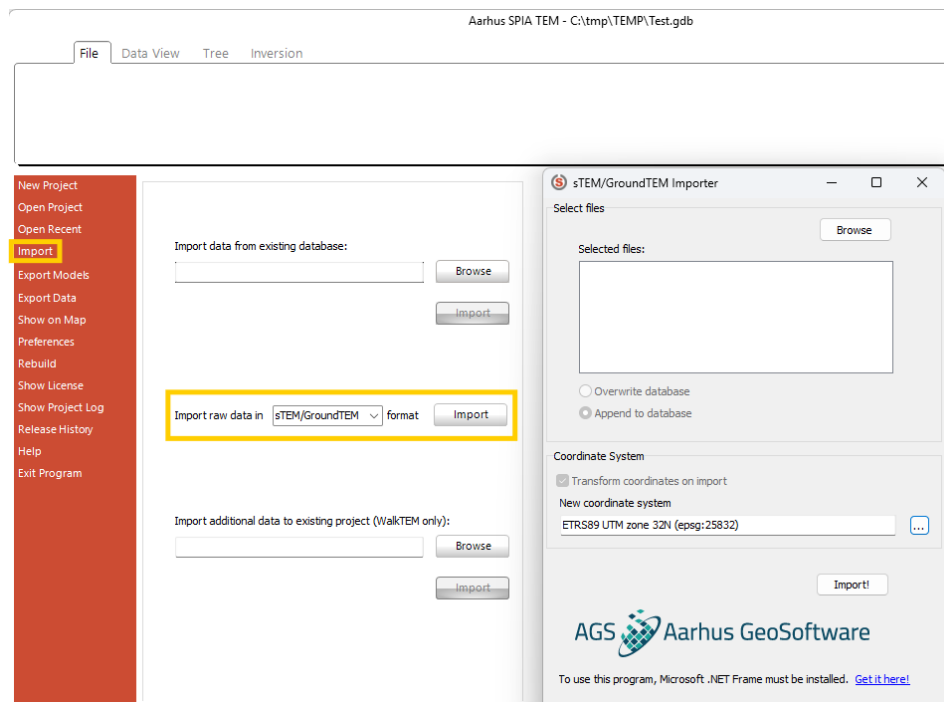 Aarhus SPIA TEM - C:\tmp\TEMP\Test.gdb
File Data View Tree Inversion
New Project
Open Project
Open Recent
Import
Export Models
Export Data
Show on Map
Preferences
Rebuild
Show License
Show Project Log
Release History
Help
Exit Program
Import data from existing database:
Browse
Import
Import raw data in sTEM/GroundTEM format Import
Import additional data to existing project (WalkTEM only):
Browse
Import
S sTEM/GroundTEM Importer
Select files
Browse
Selected files:
Overwrite database
Append to database
Coordinate System
Transform coordinates on import
New coordinate system
ETRS89 UTM zone 32N (epsg:25832) ...
Import!
AGS Aarhus GeoSoftware
To use this program, Microsoft .NET Frame must be installed. Get it here!